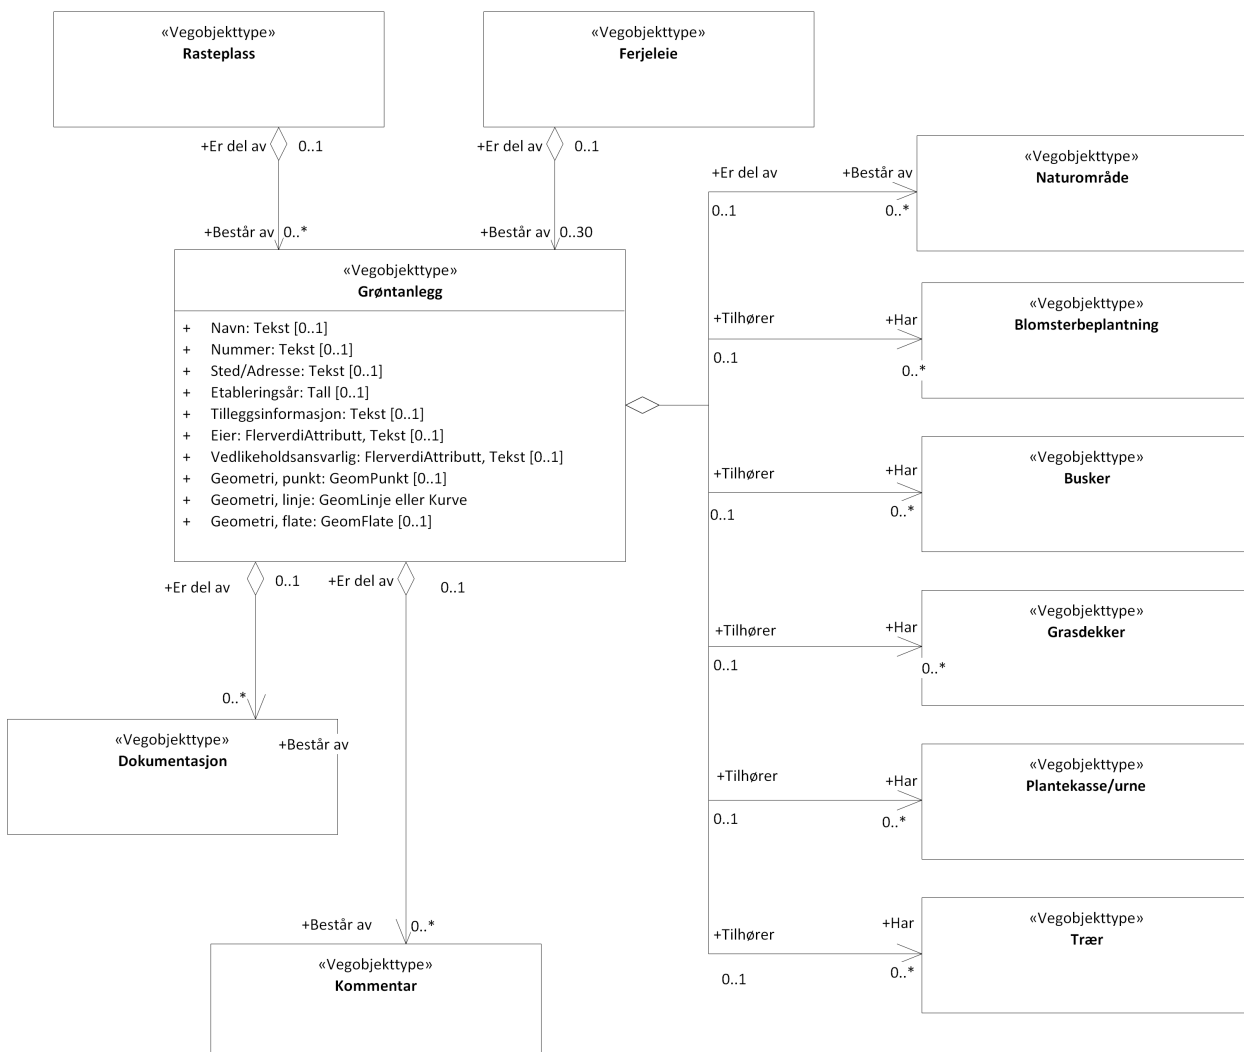 «Vegobjekttype»
Rasteplass
«Vegobjekttype»
Ferjeleie
+Er del av
0..1
+Er del av
0..1
+Består av
0..*
+Består av
0..30
«Vegobjekttype»
Grøntanlegg
+ Navn: Tekst [0..1]
+ Nummer: Tekst [0..1]
+ Sted/Adresse: Tekst [0..1]
+ Etableringsår: Tall [0..1]
+ Tilleggsinformasjon: Tekst [0..1]
+ Eier: FlerverdiAttributt, Tekst [0..1]
+ Vedlikeholdsansvarlig: FlerverdiAttributt, Tekst [0..1]
+ Geometri, punkt: GeomPunkt [0..1]
+ Geometri, linje: GeomLinje eller Kurve
+ Geometri, flate: GeomFlate [0..1]
+Er del av
0..1
+Består av
0..*
«Vegobjekttype»
Naturområde
+Tilhører
0..1
+Har
0..*
«Vegobjekttype»
Blomsterbeplantning
+Tilhører
0..1
+Har
0..*
«Vegobjekttype»
Busker
+Tilhører
0..1
+Har
0..*
«Vegobjekttype»
Grasdekker
+Tilhører
0..1
+Har
0..*
«Vegobjekttype»
Plantekasse/urne
+Tilhører
0..1
+Har
0..*
«Vegobjekttype»
Trær
+Er del av
0..1
+Er del av
0..1
0..*
+Består av
«Vegobjekttype»
Dokumentasjon
+Består av
0..*
«Vegobjekttype»
Kommentar